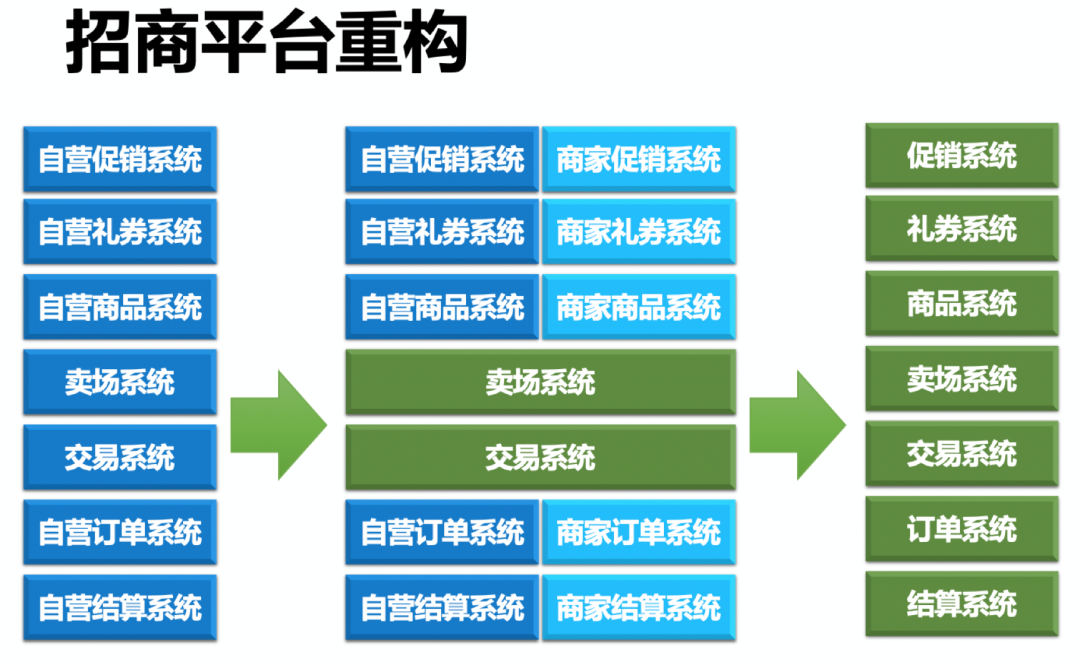 招商平台重构
自营促销系统
自营礼券系统
自营商品系统
卖场系统
交易系统
自营订单系统
自营结算系统
自营促销系统 商家促销系统
自营礼券系统 商家礼券系统
自营商品系统 商家商品系统
卖场系统
交易系统
自营订单系统 商家订单系统
自营结算系统 商家结算系统
促销系统
礼券系统
商品系统
卖场系统
交易系统
订单系统
结算系统